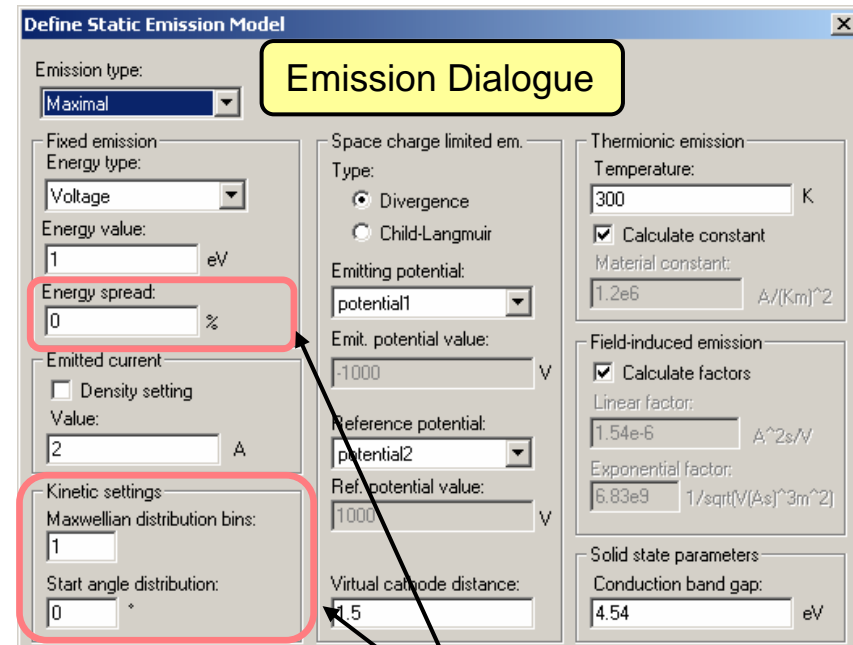 Define Static Emission Model
Emission Dialogue
Emission type:
Maximal
Fixed emission
Energy type:
Voltage
Energy value:
1 eV
Energy spread:
0 %
Emitted current
Density setting
Value:
2 A
Kinetic settings
Maxwellian distribution bins:
1
Start angle distribution:
0 °
Space charge limited em.
Type:
Divergence
Child-Langmuir
Emitting potential:
potential1
Emit. potential value:
-1000 V
Reference potential:
potential2
Ref. potential value:
1000 V
Virtual cathode distance:
1.5
Thermionic emission
Temperature:
300 K
Calculate constant
Material constant:
1.2e6 A/(Km)^2
Field-induced emission
Calculate factors
Linear factor:
1.54e-6 A^2s/V
Exponential factor:
6.83e9 1/sqrt(V(As)^3m^2)
Solid state parameters
Conduction band gap:
4.54 eV